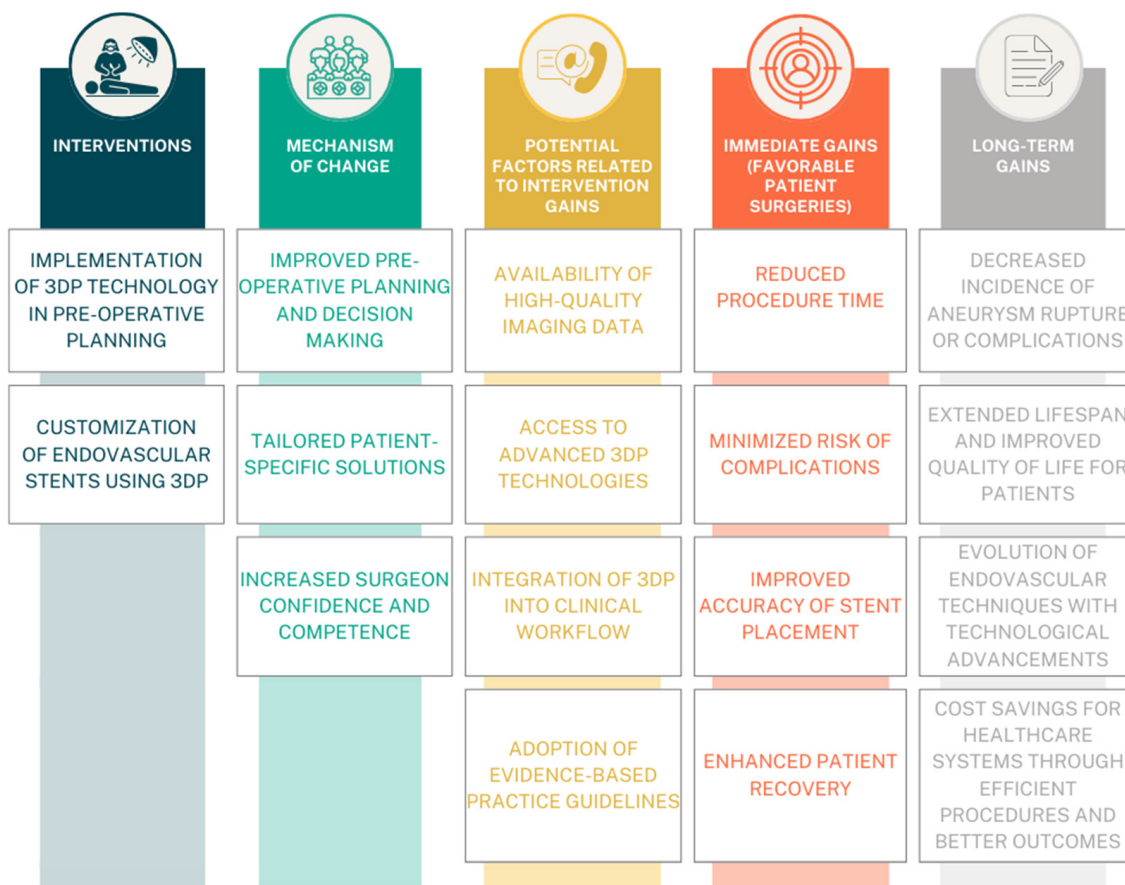 INTERVENTIONS
MECHANISM
OF CHANGE
POTENTIAL
FACTORS RELATED
TO INTERVENTION
GAINS
IMMEDIATE GAINS
(FAVORABLE
PATIENT
SURGERIES)
LONG-TERM
GAINS
IMPLEMENTATION
OF 3DP TECHNOLOGY
IN PRE-OPERATIVE
PLANNING
CUSTOMIZATION
OF ENDOVASCULAR
STENTS USING 3DP
IMPROVED PRE-
OPERATIVE PLANNING
AND DECISION
MAKING
TAILORED PATIENT-
SPECIFIC SOLUTIONS
INCREASED SURGEON
CONFIDENCE AND
COMPETENCE
AVAILABILITY OF
HIGH-QUALITY
IMAGING DATA
ACCESS TO
ADVANCED 3DP
TECHNOLOGIES
INTEGRATION OF 3DP
INTO CLINICAL
WORKFLOW
ADOPTION OF
EVIDENCE-BASED
PRACTICE GUIDELINES
REDUCED
PROCEDURE TIME
MINIMIZED RISK OF
COMPLICATIONS
IMPROVED
ACCURACY OF STENT
PLACEMENT
ENHANCED PATIENT
RECOVERY
DECREASED
INCIDENCE OF
ANEURYSM RUPTURE
OR COMPLICATIONS
EXTENDED LIFESPAN
AND IMPROVED
QUALITY OF LIFE FOR
PATIENTS
EVOLUTION OF
ENDOVASCULAR
TECHNIQUES WITH
TECHNOLOGICAL
ADVANCEMENTS
COST SAVINGS FOR
HEALTHCARE
SYSTEMS THROUGH
EFFICIENT
PROCEDURES AND
BETTER OUTCOMES